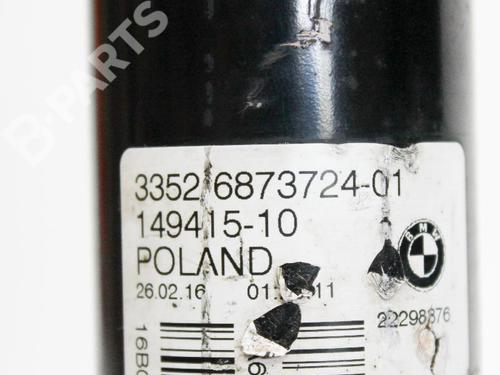 B-PARTS
3352 6873724-01
149415-10
POLAND
BMW
26.02.16
22298876